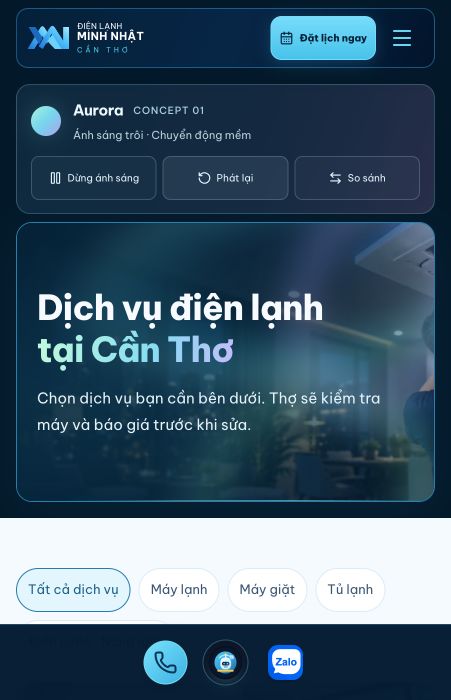 ĐIỆN LẠNH
MINH NHẬT
CẦN THƠ
Đặt lịch ngay
Aurora CONCEPT 01
Ánh sáng trôi · Chuyển động mềm
Dừng ánh sáng
Phát lại
So sánh
Dịch vụ điện lạnh
tại Cần Thơ
Chọn dịch vụ bạn cần bên dưới. Thợ sẽ kiểm tra
máy và báo giá trước khi sửa.
Tất cả dịch vụ
Máy lạnh
Máy giặt
Tủ lạnh
Zalo